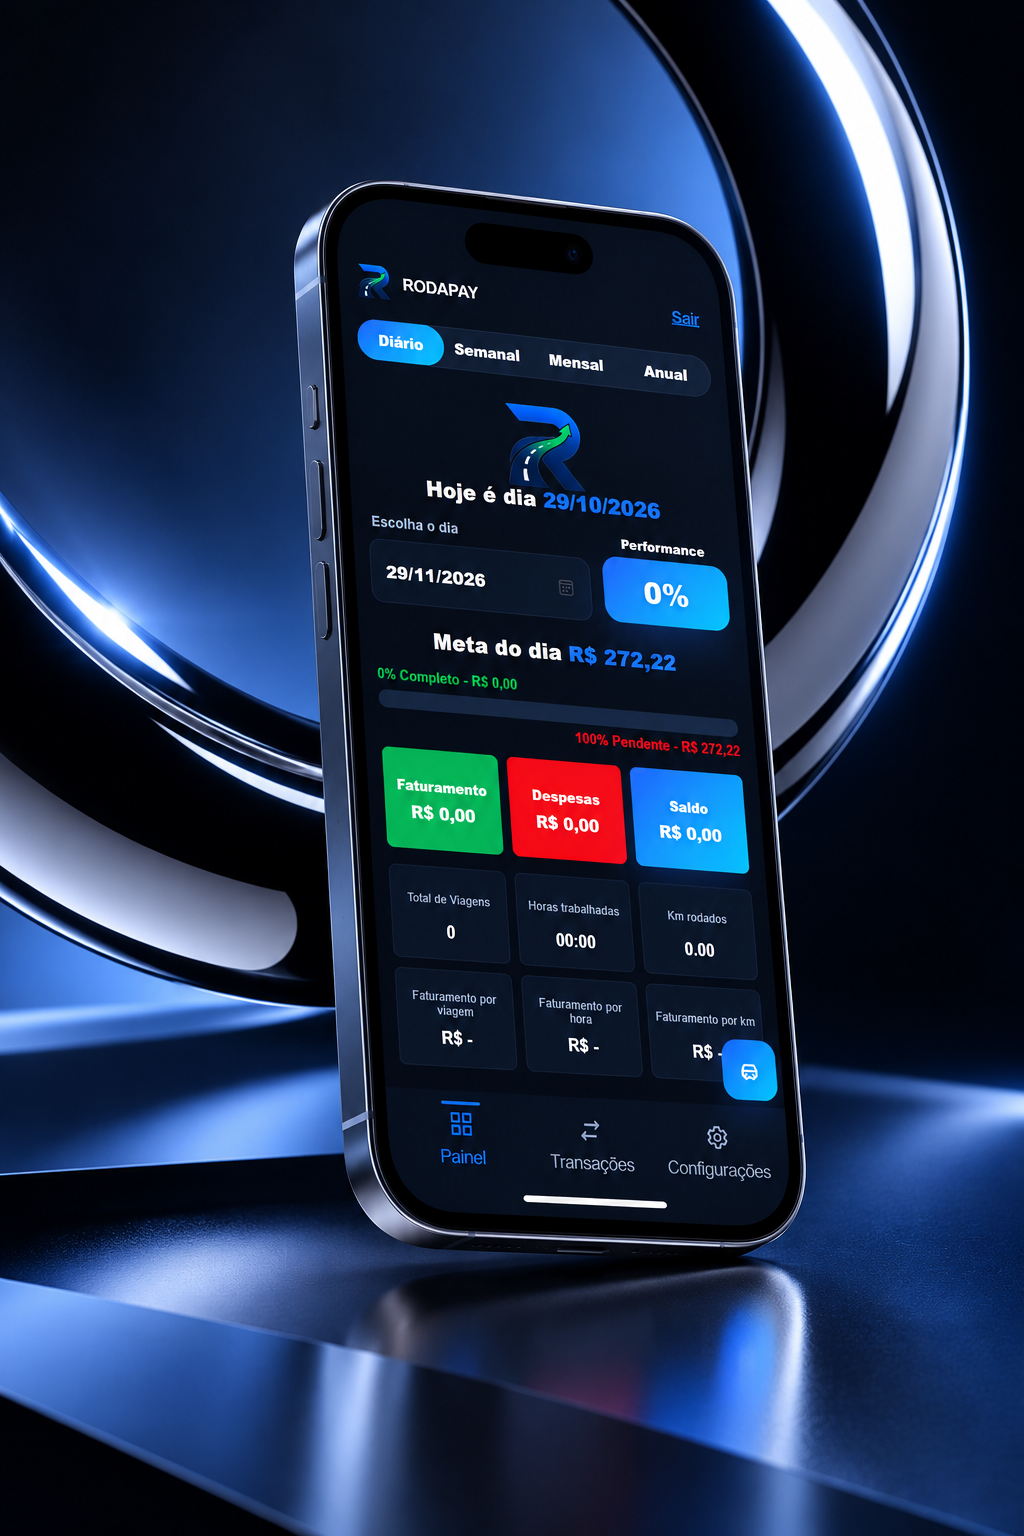 RODAPAY
Sair
Diário Semanal Mensal Anual
Hoje é dia 29/10/2026
Escolha o dia
29/11/2026
Performance
0%
Meta do dia R$ 272,22
0% Completo - R$ 0,00
100% Pendente - R$ 272,22
Faturamento
R$ 0,00
Despesas
R$ 0,00
Saldo
R$ 0,00
Total de Viagens
0
Horas trabalhadas
00:00
Km rodados
0.00
Faturamento por
viagem
R$ -
Faturamento por
hora
R$ -
Faturamento por km
R$ -
Painel
Transações
Configurações